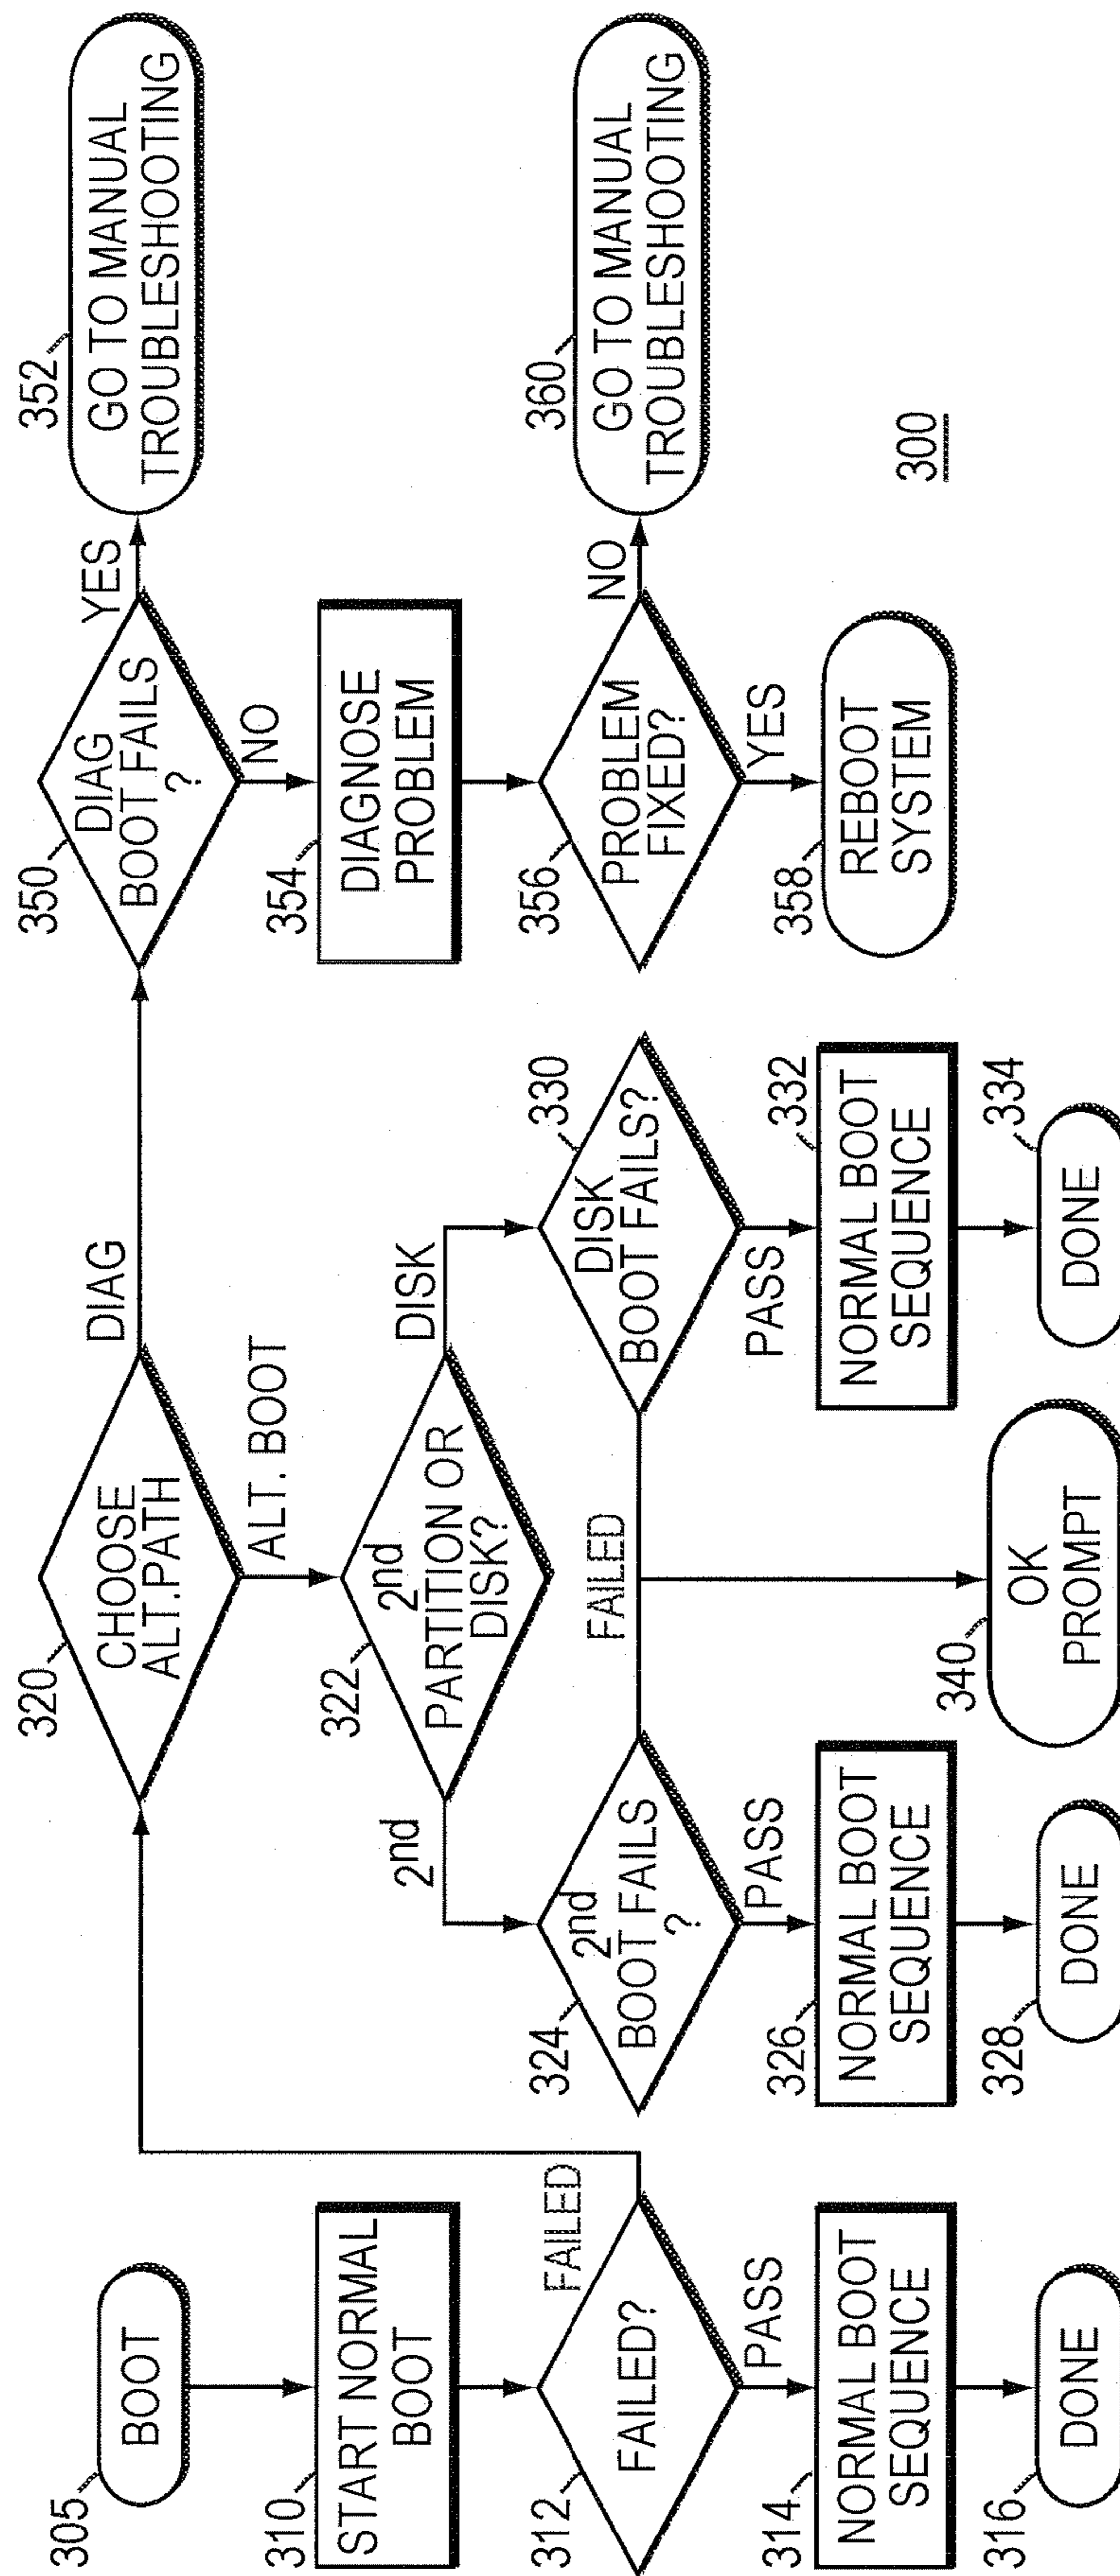 305
BOOT
310
START NORMAL
BOOT
312
FAILED?
FAILED
PASS
314
NORMAL BOOT
SEQUENCE
316
DONE
320
CHOOSE
ALT.PATH
DIAG
ALT. BOOT
322
2nd
PARTITION OR
DISK?
2nd
DISK
324
2nd
BOOT FAILS
?
FAILED
PASS
326
NORMAL BOOT
SEQUENCE
328
DONE
330
DISK
BOOT FAILS?
PASS
332
NORMAL BOOT
SEQUENCE
334
DONE
340
OK
PROMPT
350
DIAG
BOOT FAILS
?
YES
352
GO TO MANUAL
TROUBLESHOOTING
NO
354
DIAGNOSE
PROBLEM
356
PROBLEM
FIXED?
NO
360
GO TO MANUAL
TROUBLESHOOTING
YES
358
REBOOT
SYSTEM
300